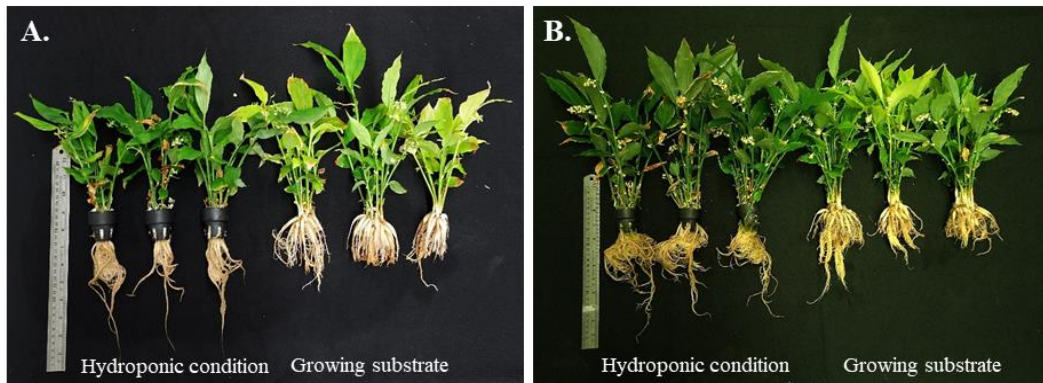 A.
Hydroponic condition Growing substrate
B.
Hydroponic condition Growing substrate